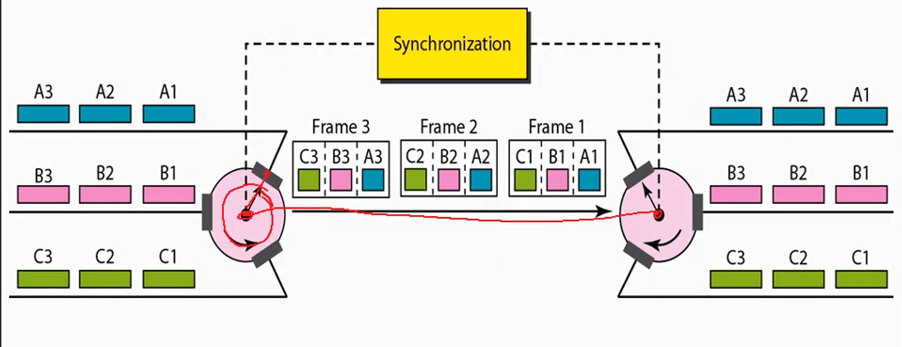 Synchronization
A3 A2 A1
A3 A2 A1
Frame 3 Frame 2 Frame 1
C3 B3 A3 C2 B2 A2 C1 B1 A1
B3 B2 B1
B3 B2 B1
C3 C2 C1
C3 C2 C1